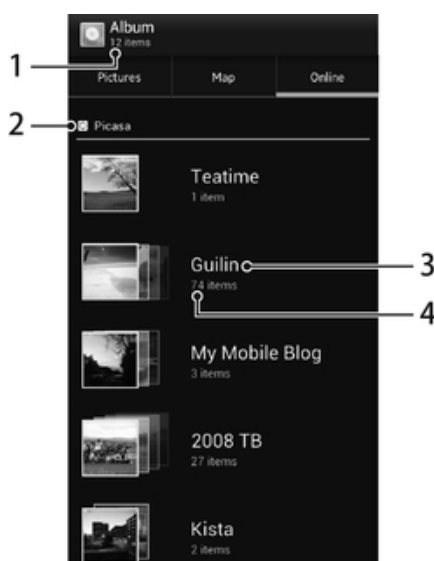 Album
12 items
1
Pictures Map Online
2
Picasa
Teatime
1 item
Guilin
3
74 items
4
My Mobile Blog
3 items
2008 TB
27 items
Kista
2 items